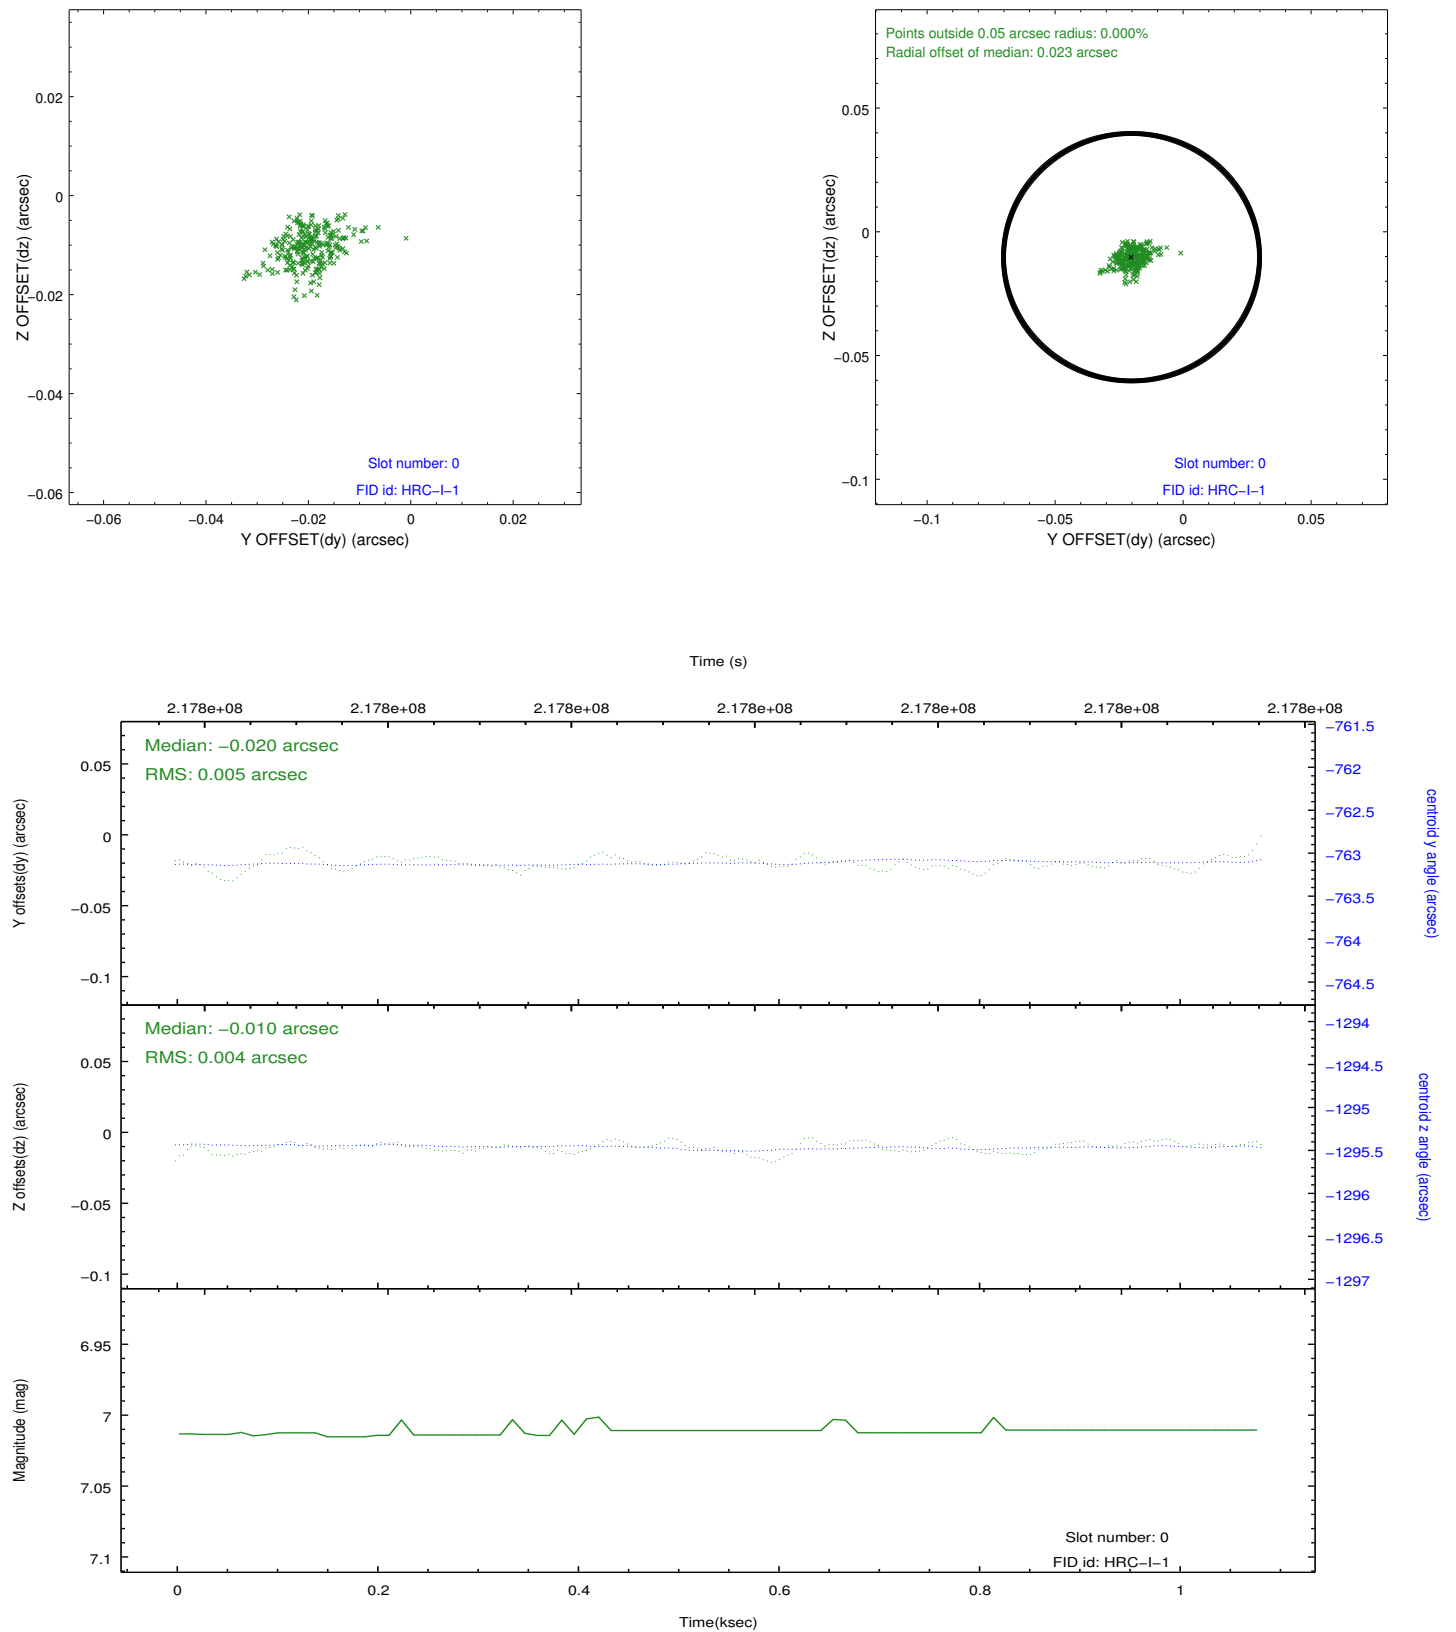 0.02
0
−0.02
−0.04
−0.06
Z OFFSET(dz) (arcsec)
Slot number: 0
FID id: HRC−I−1
−0.06
−0.04
−0.02
0
0.02
Y OFFSET(dy) (arcsec)
Points outside 0.05 arcsec radius: 0.000%
Radial offset of median: 0.023 arcsec
0.05
0
−0.05
−0.1
Z OFFSET(dz) (arcsec)
Slot number: 0
FID id: HRC−I−1
−0.1
−0.05
0
0.05
Y OFFSET(dy) (arcsec)
Time (s)
2.178e+08
2.178e+08
2.178e+08
2.178e+08
2.178e+08
2.178e+08
2.178e+08
Median: −0.020 arcsec
RMS: 0.005 arcsec
0.05
0
−0.05
−0.1
Y offsets(dy) (arcsec)
−761.5
−762
−762.5
−763
−763.5
−764
−764.5
centroid y angle (arcsec)
Median: −0.010 arcsec
RMS: 0.004 arcsec
0.05
0
−0.05
−0.1
Z offsets(dz) (arcsec)
−1294
−1294.5
−1295
−1295.5
−1296
−1296.5
−1297
centroid z angle (arcsec)
6.95
7
7.05
7.1
Magnitude (mag)
Slot number: 0
FID id: HRC−I−1
0
0.2
0.4
0.6
0.8
1
Time(ksec)